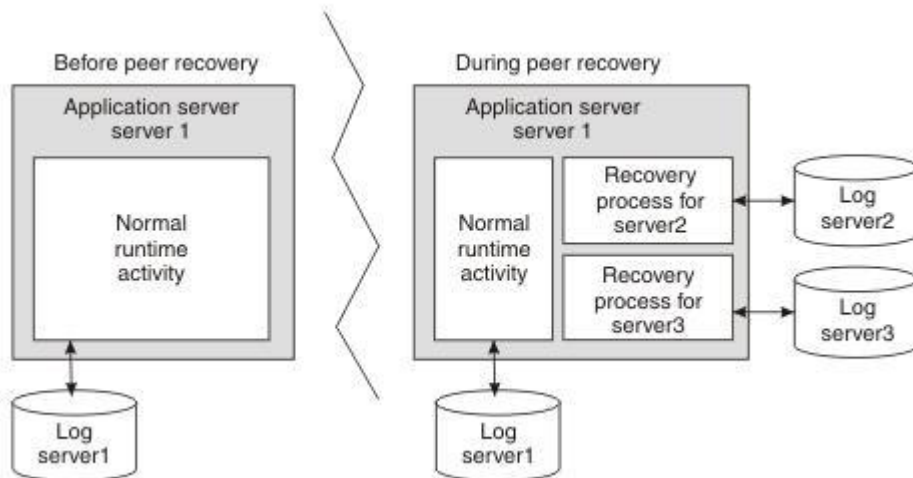 Before peer recovery
Application server
server 1
Normal
runtime
activity
Log
server1
During peer recovery
Application server
server 1
Normal
runtime
activity
Recovery
process for
server2
Recovery
process for
server3
Log
server2
Log
server3
Log
server1